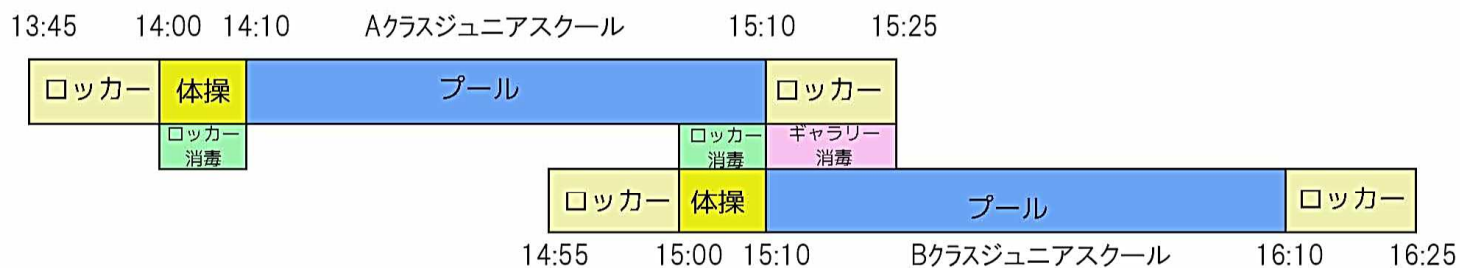 13:45 14:00 14:10 Aクラスジュニアスクール 15:10 15:25
ロッカー 体操 プール ロッカー
ロッカー
消毒
ロッカー
消毒
ギャラリー
消毒
ロッカー 体操 プール ロッカー
14:55 15:00 15:10 Bクラスジュニアスクール 16:10 16:25